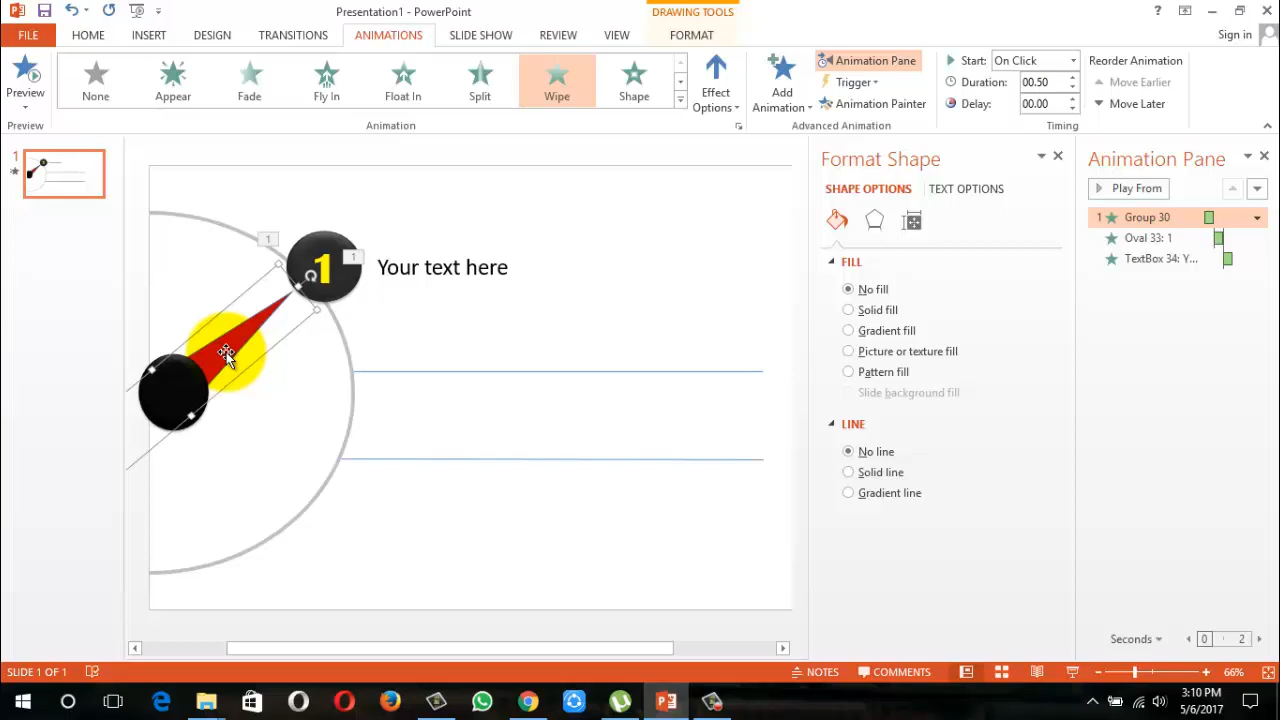 Presentation1 - PowerPoint
DRAWING TOOLS
?
FILE HOME INSERT DESIGN TRANSITIONS ANIMATIONS SLIDE SHOW REVIEW VIEW FORMAT
Sign in
Preview
None Appear Fade Fly In Float In Split Wipe Shape
Effect Options
Add Animation
Animation Pane
Trigger
Animation Painter
Start: On Click
Duration: 00.50
Delay: 00.00
Reorder Animation
Move Earlier
Move Later
Preview Animation Advanced Animation Timing
1
1
1
1
Your text here
Format Shape
SHAPE OPTIONS TEXT OPTIONS
FILL
No fill
Solid fill
Gradient fill
Picture or texture fill
Pattern fill
Slide background fill
LINE
No line
Solid line
Gradient line
Animation Pane
Play From
1 Group 30
Oval 33: 1
TextBox 34: Y...
Seconds 0 2
SLIDE 1 OF 1 NOTES COMMENTS 66%
3:10 PM
5/6/2017